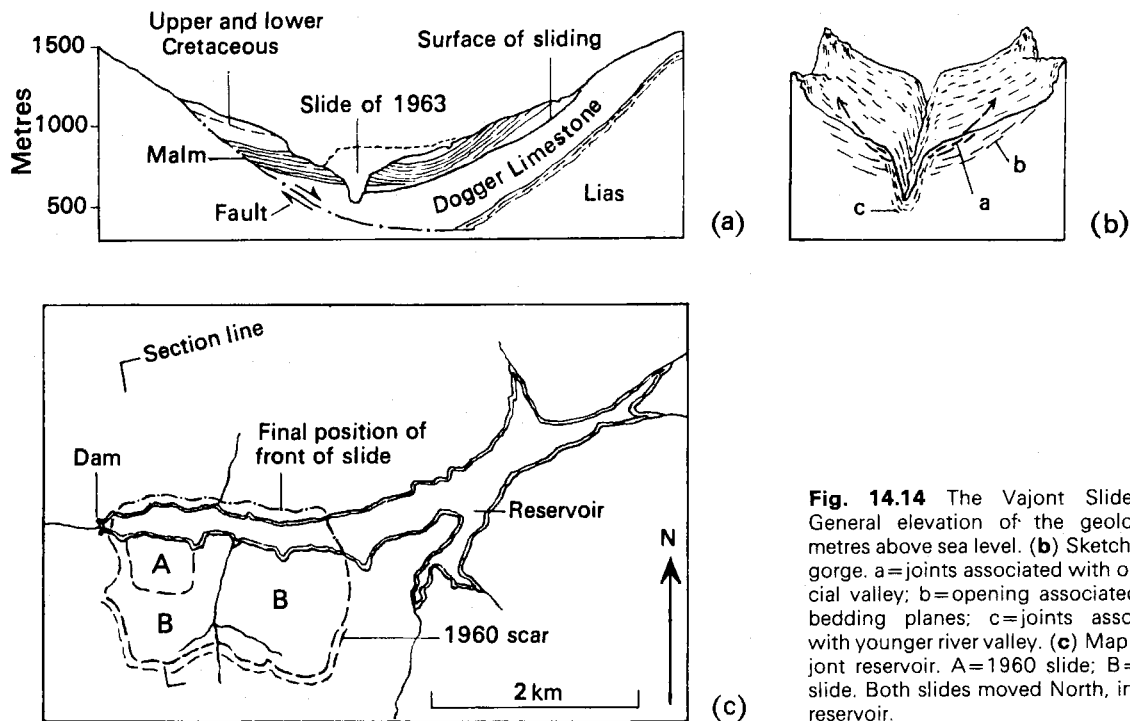 Upper and lower
Cretaceous
Surface of sliding
1500
Slide of 1963
1000
Metres
Malm
Dogger Limestone
500
Fault
Lias
(a)
b
c
a
(b)
Section line
Final position of
front of slide
Dam
Reservoir
N
A
B
B
1960 scar
2 km
(c)
Fig. 14.14 The Vajont Slide
General elevation of the geolo
metres above sea level. (b) Sketch
gorge. a=joints associated with o
cial valley; b=opening associated
bedding planes; c=joints asso
with younger river valley. (c) Map
jont reservoir. A=1960 slide; B=
slide. Both slides moved North, in
reservoir.